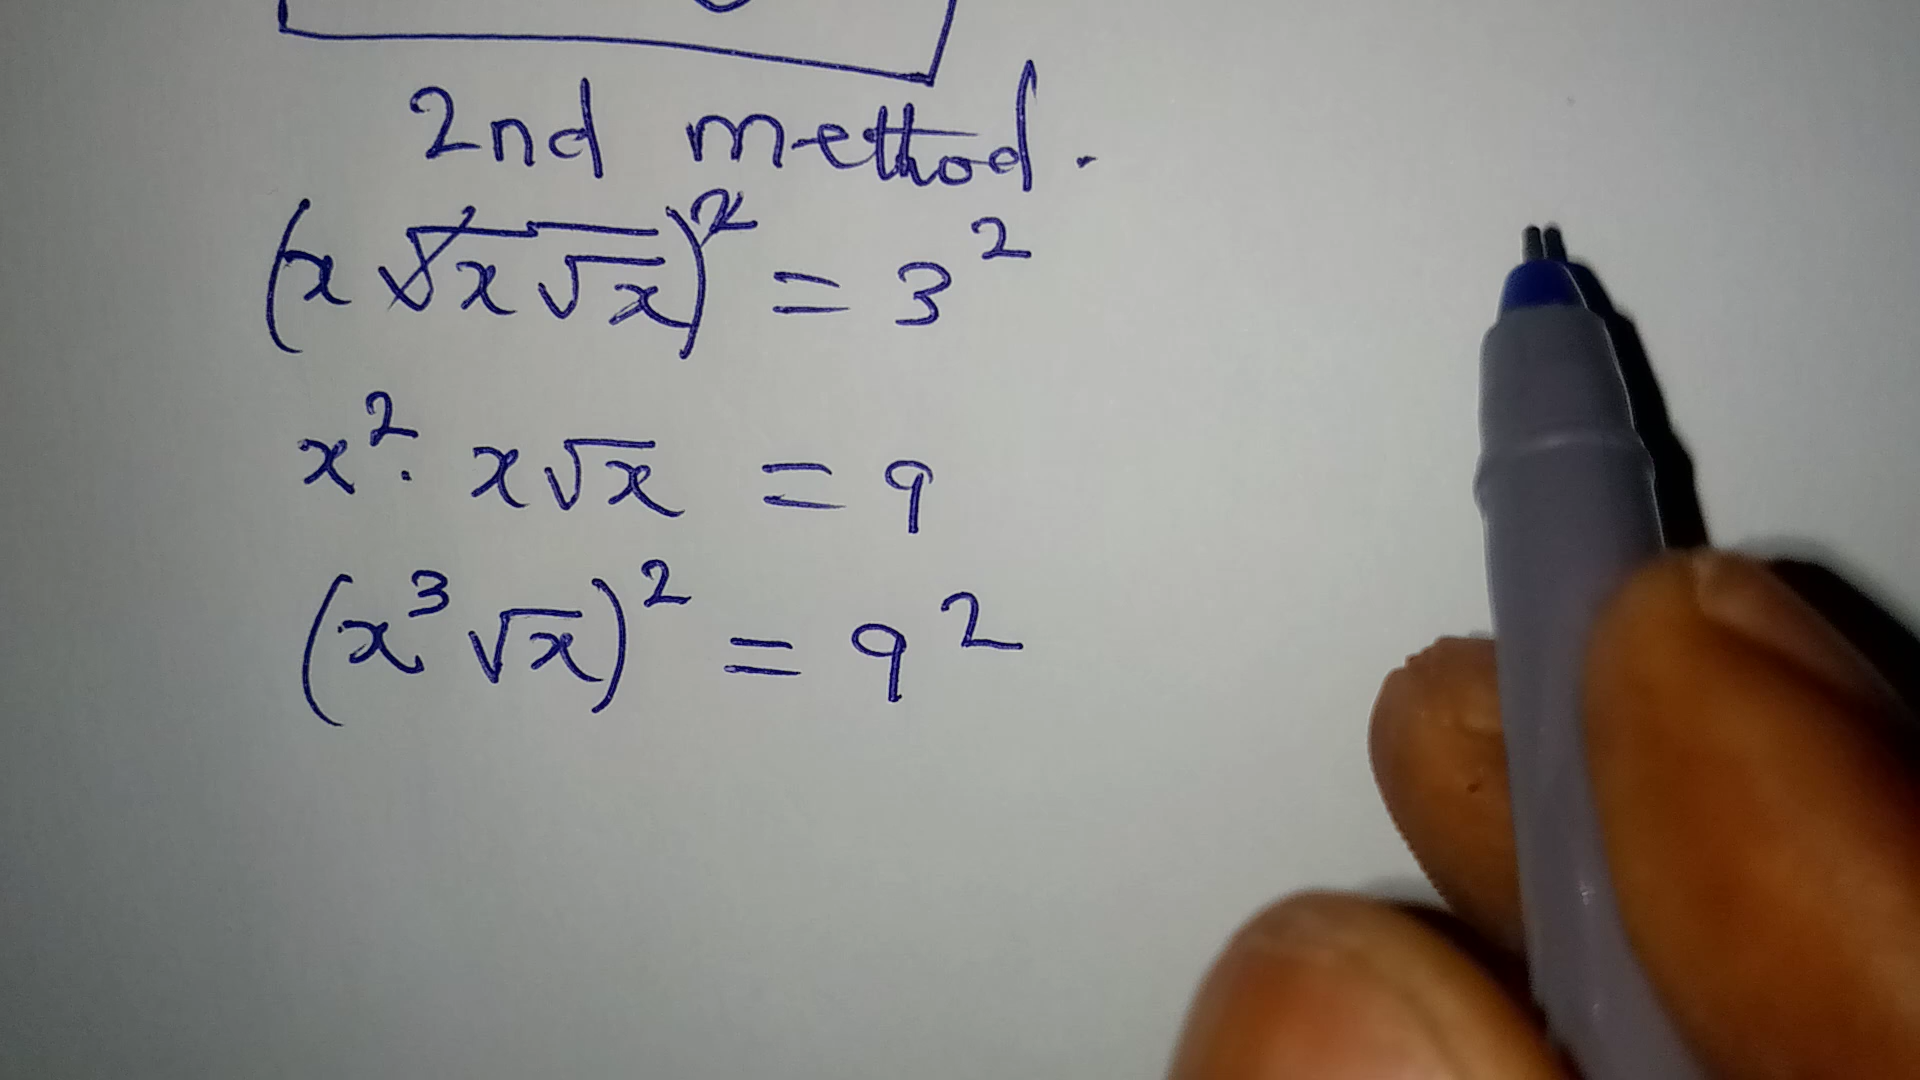 2nd method.
(x√(x√x))² = 3²
x². x√x = 9
(x³√x)² = 9²